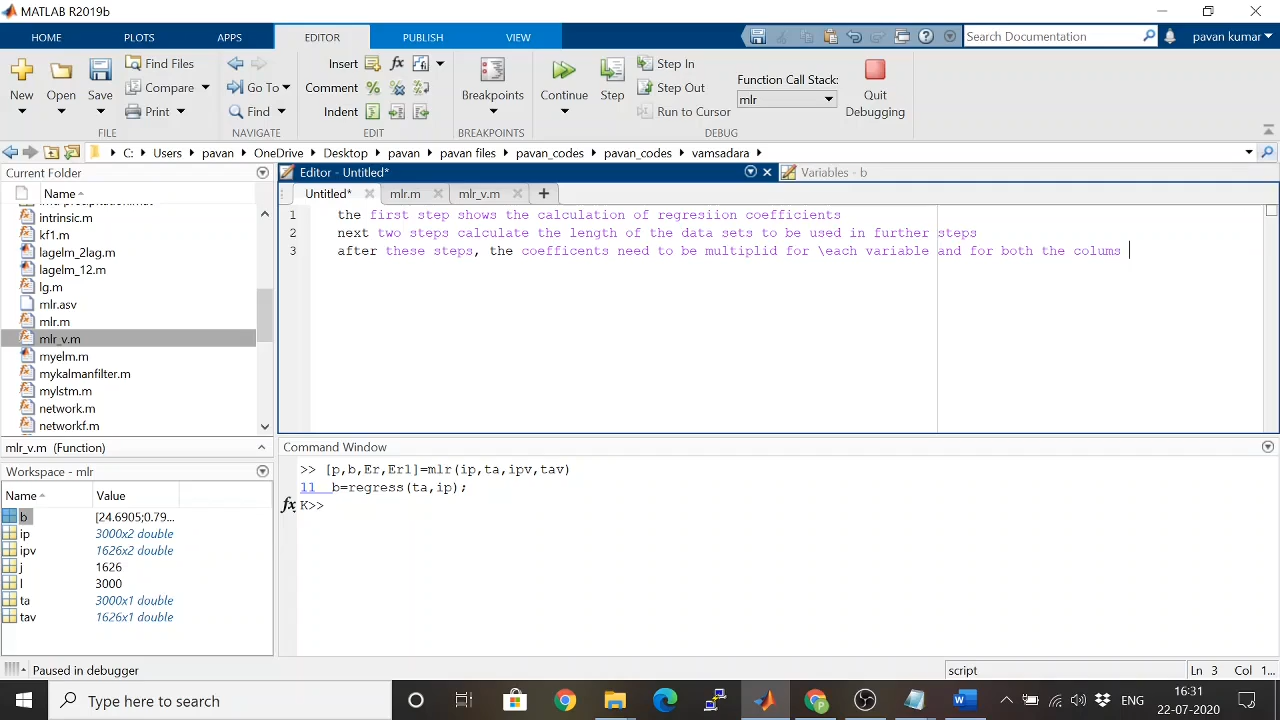 MATLAB R2019b
HOME PLOTS APPS EDITOR PUBLISH VIEW Search Documentation pavan kumar
New Open Save Find Files Compare Print
Go To Find
Insert Comment Indent
Breakpoints Continue Step Step In Step Out Run to Cursor
Function Call Stack:
mlr
Quit Debugging
FILE NAVIGATE EDIT BREAKPOINTS DEBUG
C: Users pavan OneDrive Desktop pavan pavan files pavan_codes pavan_codes vamsadara
Current Folder
Name
intrinsic.m
kf1.m
lagelm_2lag.m
lagelm_12.m
lg.m
mlr.asv
mlr.m
mlr_v.m
myelm.m
mykalmanfilter.m
mylstm.m
network.m
networkf.m
mlr_v.m (Function)
Workspace - mlr
Name Value
b [24.6905;0.79...
ip 3000x2 double
ipv 1626x2 double
j 1626
l 3000
ta 3000x1 double
tav 1626x1 double
Editor - Untitled* Variables - b
Untitled* mlr.m mlr_v.m
1 the first step shows the calculation of regresiion coefficients
2 next two steps calculate the length of the data sets to be used in further steps
3 after these steps, the coefficents need to be multiplid for \each variable and for both the colums
Command Window
>> [p,b,Er,Er1]=mlr(ip,ta,ipv,tav)
11 b=regress(ta,ip);
fx K>>
Paused in debugger script Ln 3 Col 1...
Type here to search ENG 16:31
22-07-2020